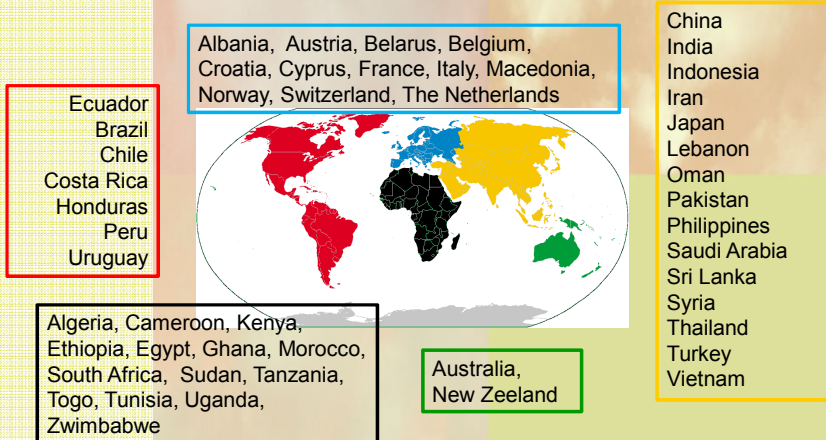 Albania, Austria, Belarus, Belgium,
Croatia, Cyprus, France, Italy, Macedonia,
Norway, Switzerland, The Netherlands
Ecuador
Brazil
Chile
Costa Rica
Honduras
Peru
Uruguay
China
India
Indonesia
Iran
Japan
Lebanon
Oman
Pakistan
Philippines
Saudi Arabia
Sri Lanka
Syria
Thailand
Turkey
Vietnam
Algeria, Cameroon, Kenya,
Ethiopia, Egypt, Ghana, Morocco,
South Africa, Sudan, Tanzania,
Togo, Tunisia, Uganda,
Zwimbabwe
Australia,
New Zeeland